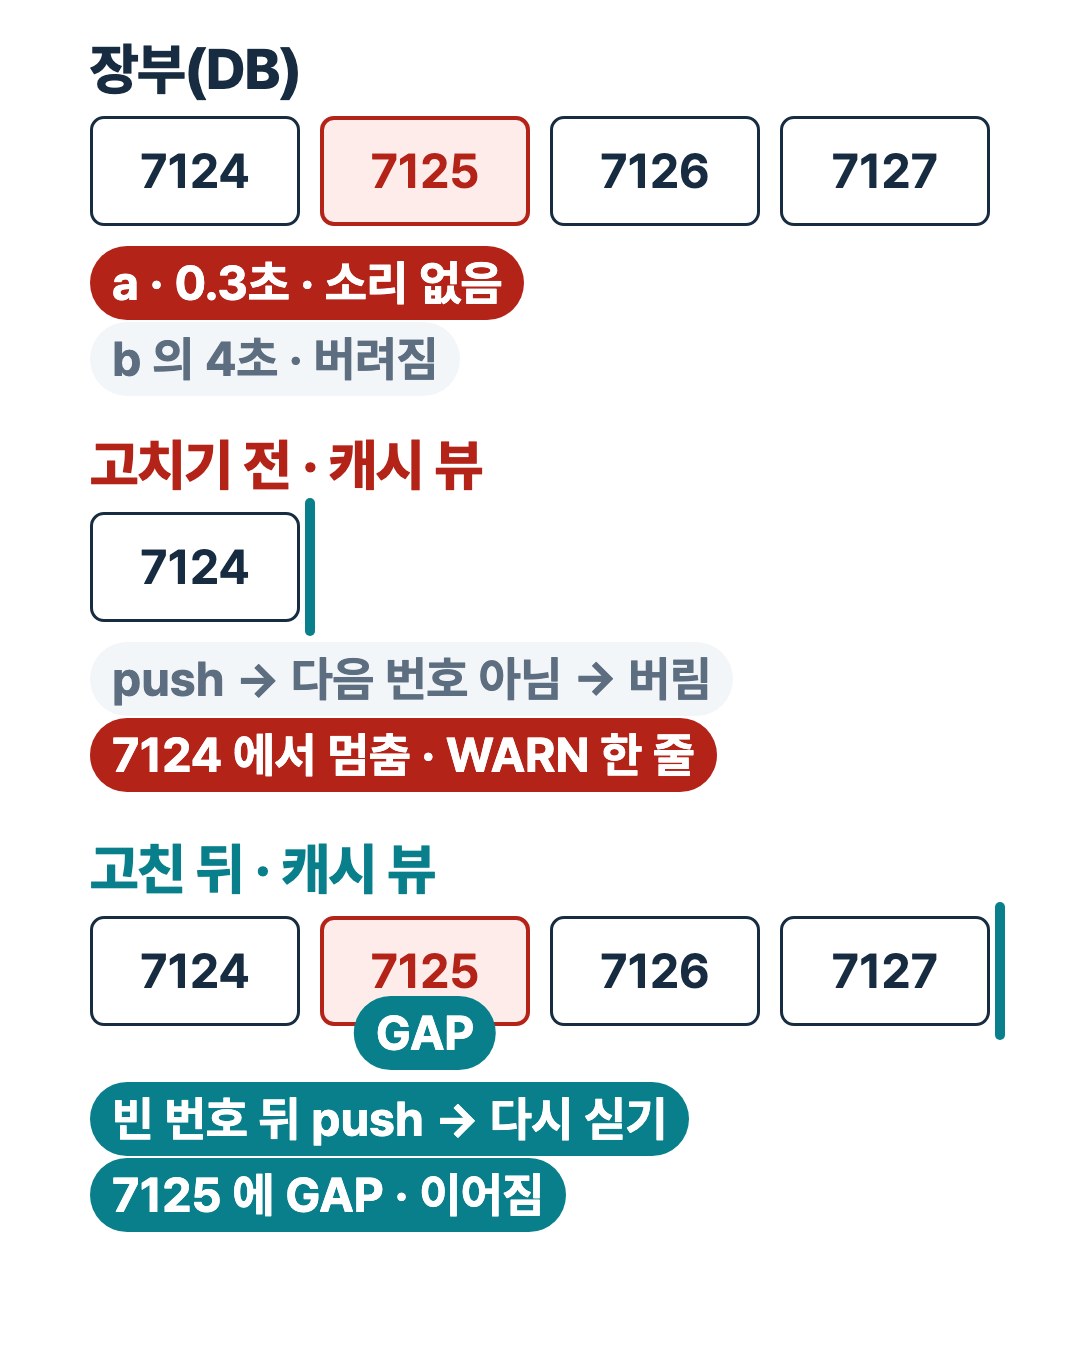 장부(DB)
7124 7125 7126 7127
a · 0.3초 · 소리 없음
b 의 4초 · 버려짐
고치기 전 · 캐시 뷰
7124
push → 다음 번호 아님 → 버림
7124 에서 멈춤 · WARN 한 줄
고친 뒤 · 캐시 뷰
7124 7125 7126 7127
GAP
빈 번호 뒤 push → 다시 싣기
7125 에 GAP · 이어짐